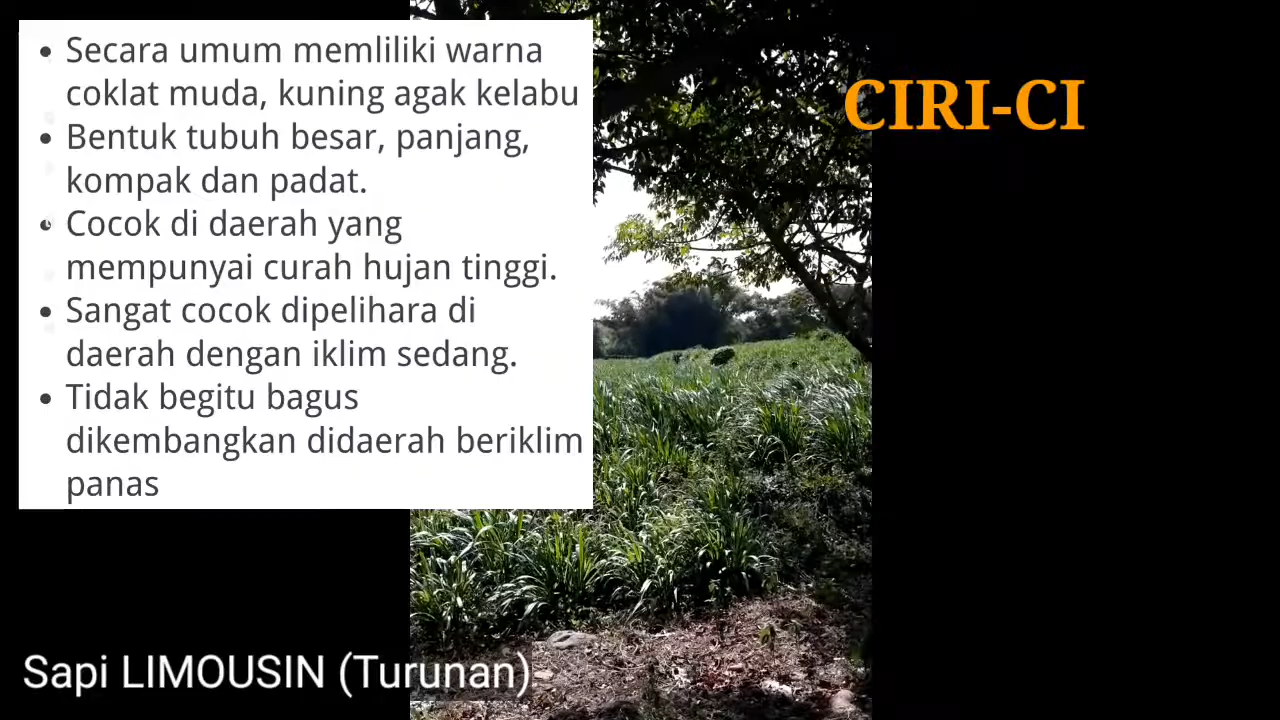 • Secara umum memliliki warna
coklat muda, kuning agak kelabu
• Bentuk tubuh besar, panjang,
kompak dan padat.
• Cocok di daerah yang
mempunyai curah hujan tinggi.
• Sangat cocok dipelihara di
daerah dengan iklim sedang.
• Tidak begitu bagus
dikembangkan didaerah beriklim
panas
CIRI-CI
Sapi LIMOUSIN (Turunan)